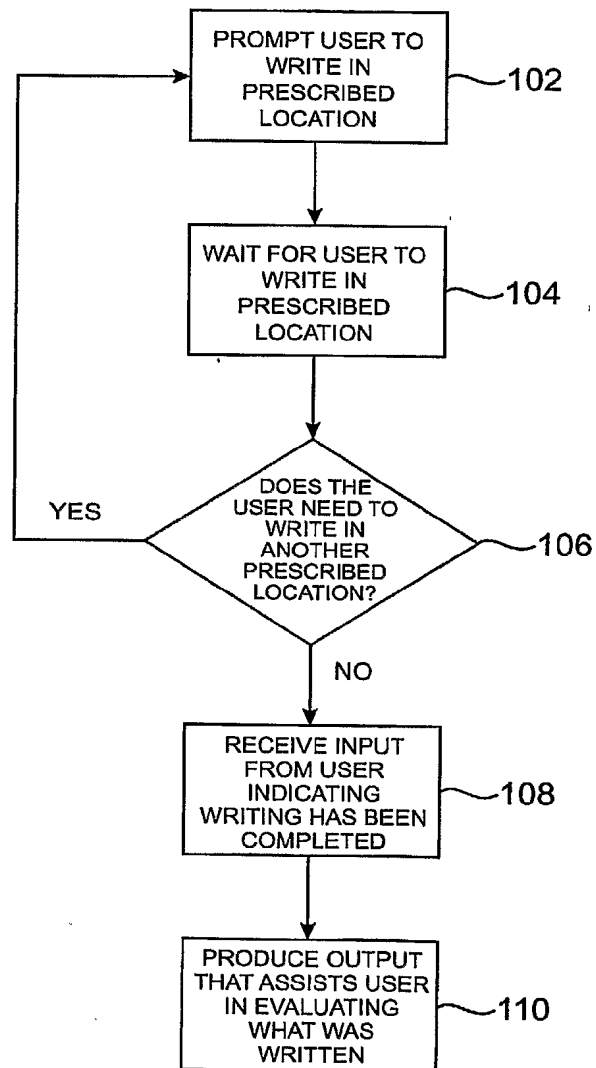 PROMPT USER TO
WRITE IN
PRESCRIBED
LOCATION
102
WAIT FOR USER TO
WRITE IN
PRESCRIBED
LOCATION
104
DOES THE
USER NEED TO
WRITE IN
ANOTHER
PRESCRIBED
LOCATION?
106
YES
NO
RECEIVE INPUT
FROM USER
INDICATING
WRITING HAS BEEN
COMPLETED
108
PRODUCE OUTPUT
THAT ASSISTS USER
IN EVALUATING
WHAT WAS
WRITTEN
110